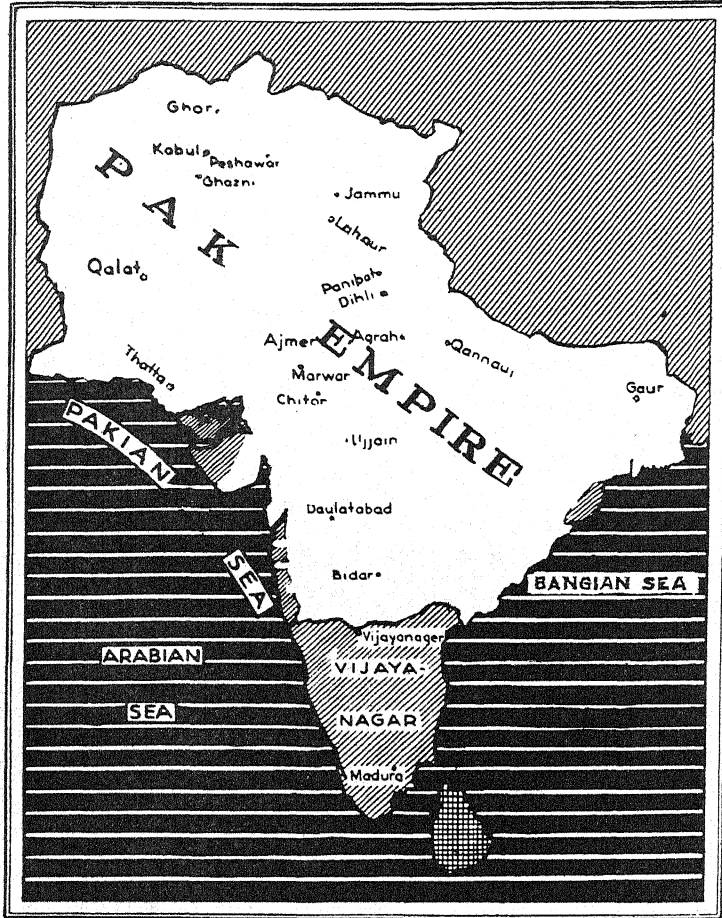 Ghor
Kabul
Peshawar
Ghazni
PAK
Jammu
Lahaur
Qalat
Panipat
Dihli
Ajmer
EMPIRE
Agrah
Qannauj
Thatta
Marwar
Chitor
Gaur
PAKIAN
Ujjain
Daulatabad
SEA
Bidar
BANGIAN SEA
Vijayanager
ARABIAN
VIJAYA-
SEA
NAGAR
Madura